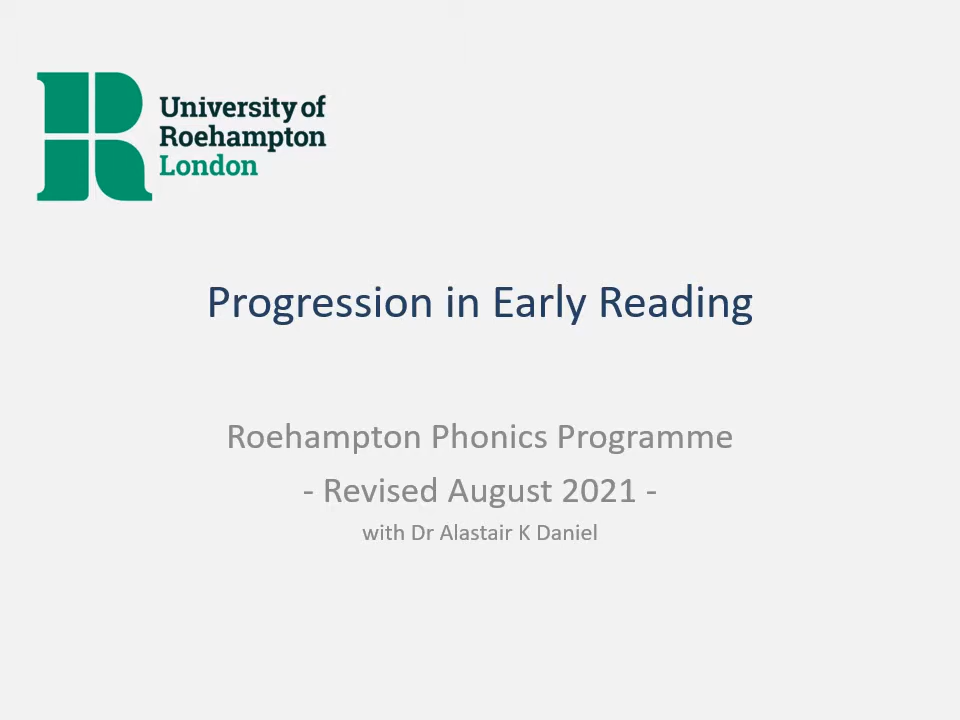 University of
Roehampton
London
Progression in Early Reading
Roehampton Phonics Programme
- Revised August 2021 -
with Dr Alastair K Daniel